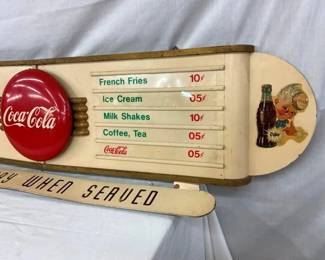 Coca-Cola
French Fries 10¢
Ice Cream 05¢
Milk Shakes 10¢
Coffee, Tea 05¢
Coca-Cola 05¢
WHEN SERVED